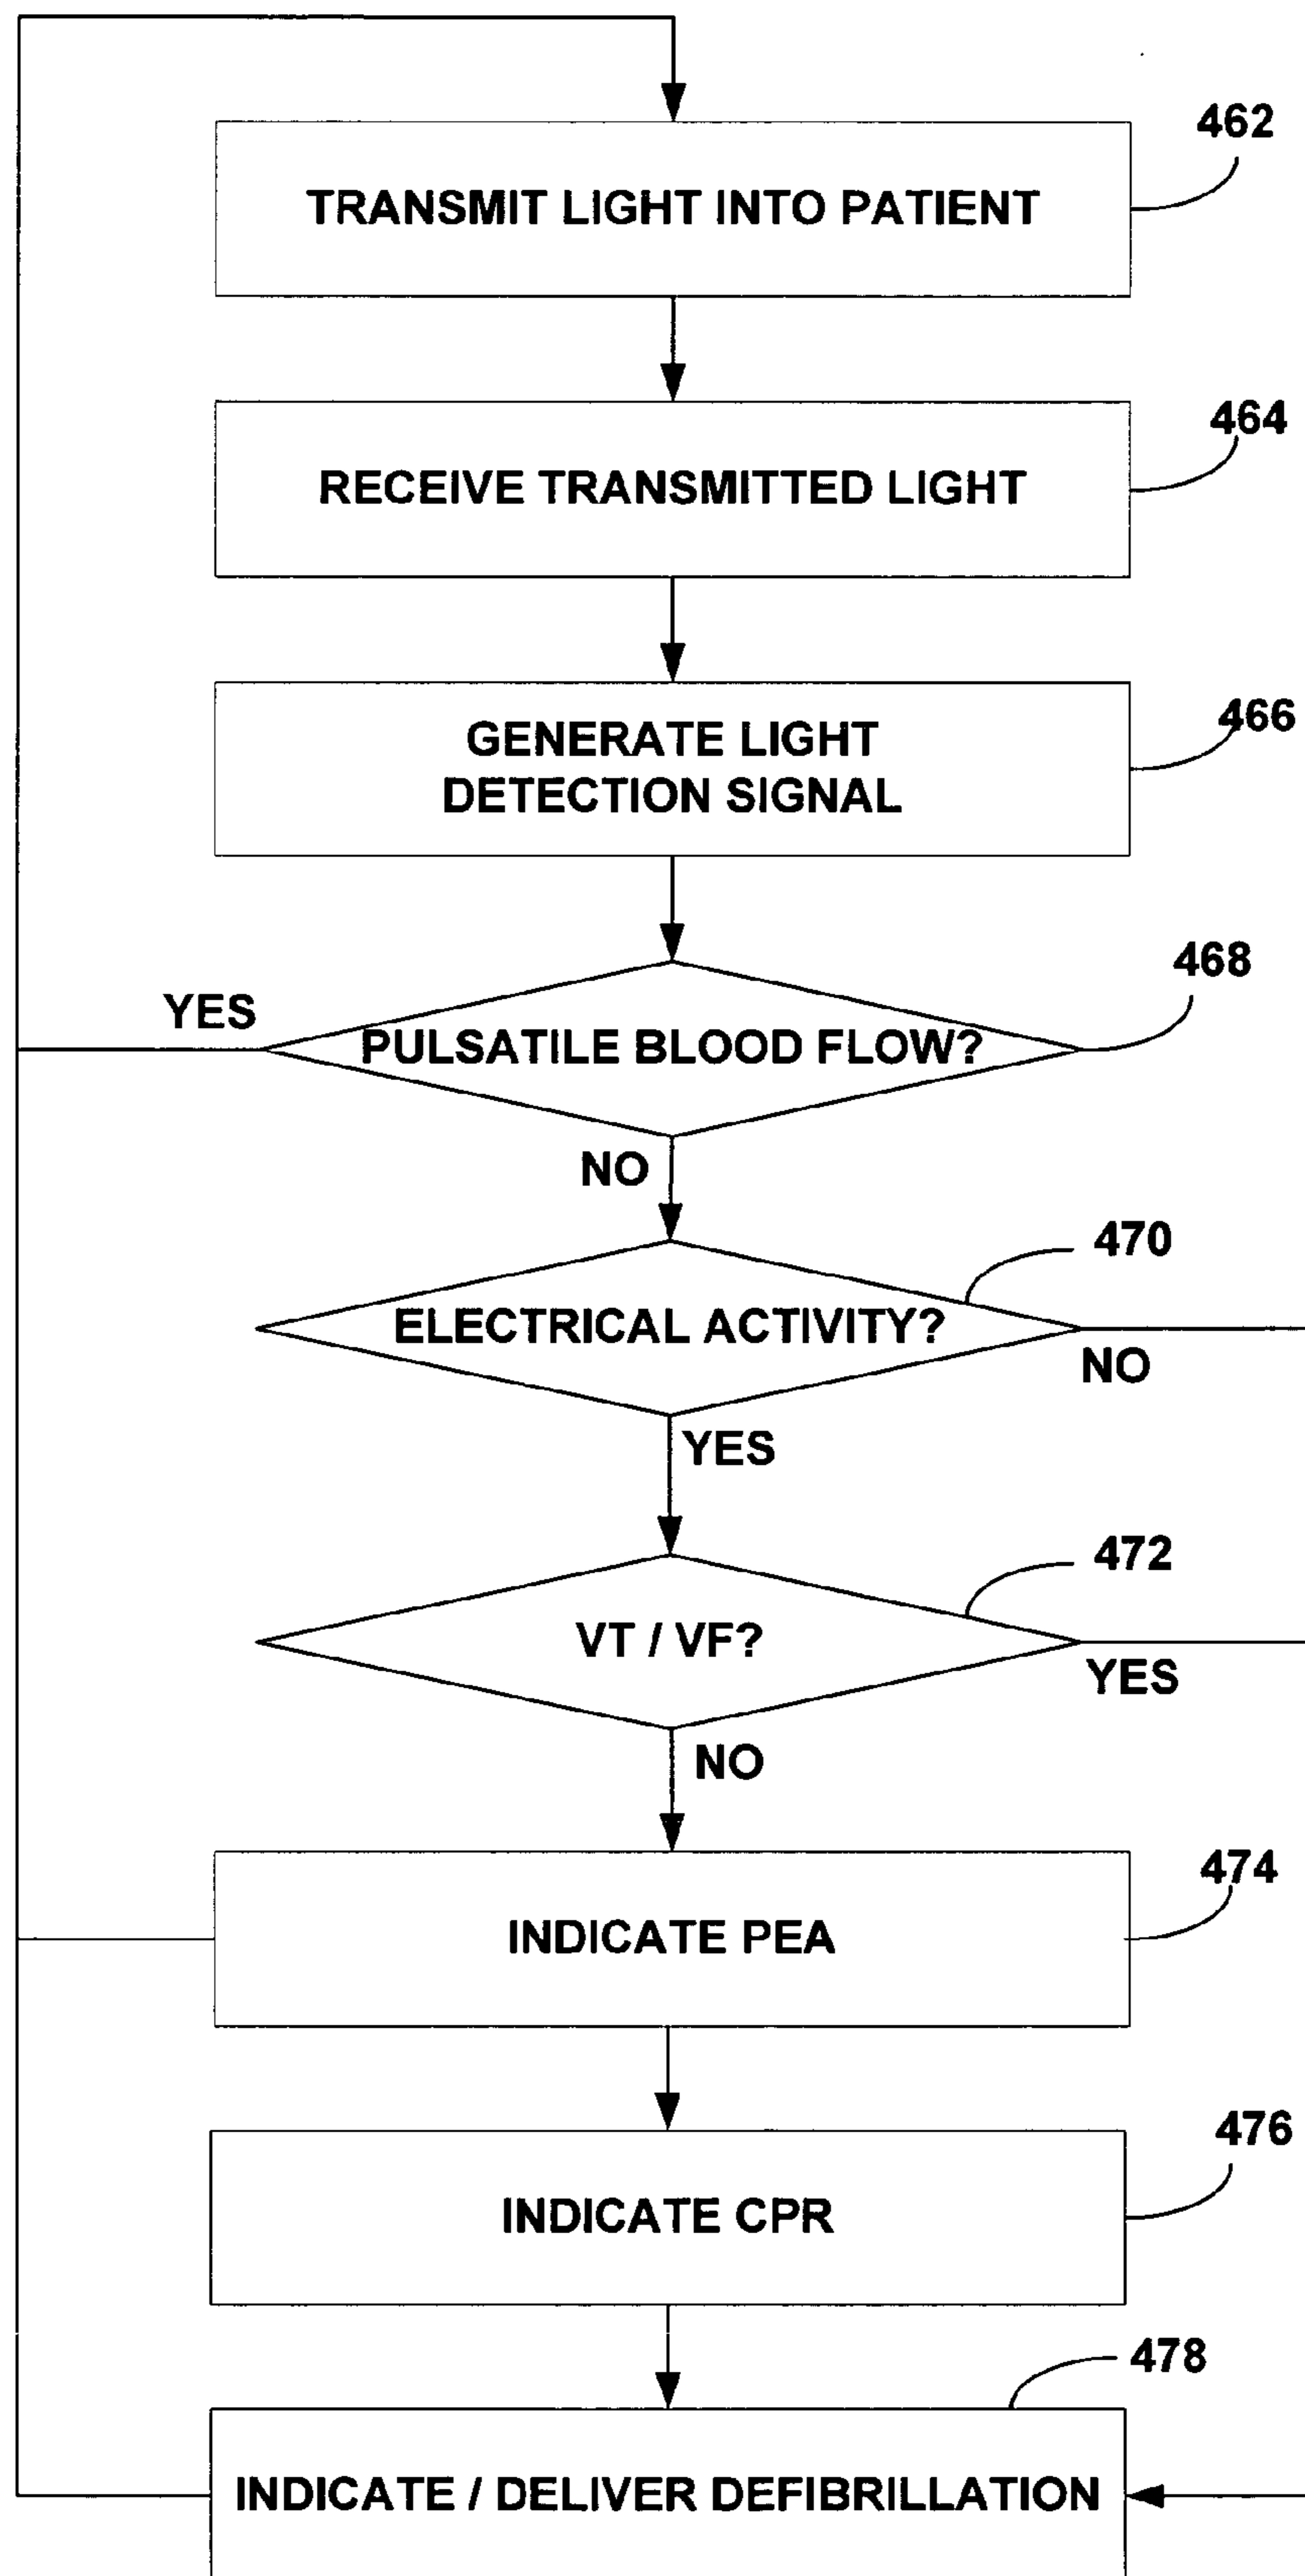 462
TRANSMIT LIGHT INTO PATIENT
464
RECEIVE TRANSMITTED LIGHT
466
GENERATE LIGHT
DETECTION SIGNAL
468
YES
PULSATILE BLOOD FLOW?
NO
470
ELECTRICAL ACTIVITY?
NO
YES
472
VT / VF?
YES
NO
474
INDICATE PEA
476
INDICATE CPR
478
INDICATE / DELIVER DEFIBRILLATION